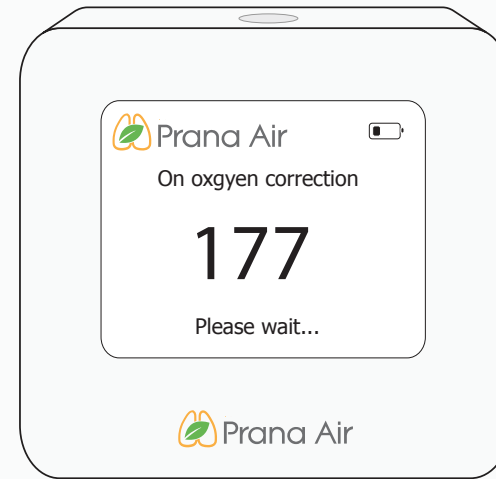 Prana Air
On oxgyen correction
177
Please wait...
Prana Air